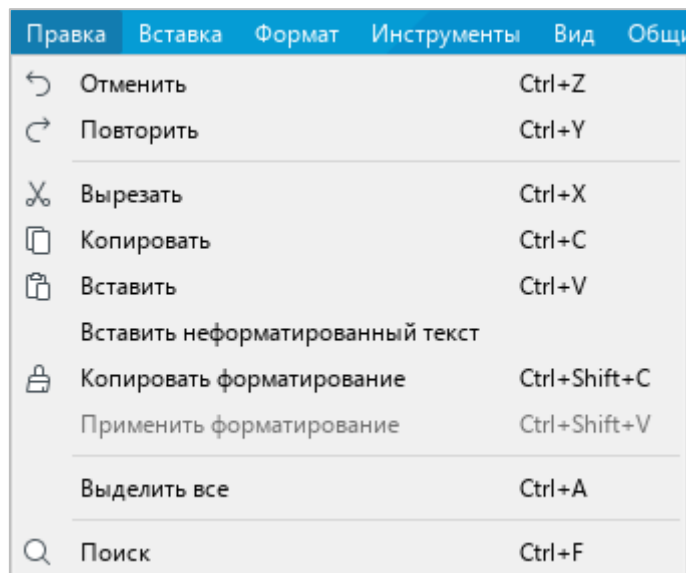 Правка Вставка Формат Инструменты Вид
Отменить Ctrl+Z
Повторить Ctrl+Y
Вырезать Ctrl+X
Копировать Ctrl+C
Вставить Ctrl+V
Вставить неформатированный текст
Копировать форматирование Ctrl+Shift+C
Применить форматирование Ctrl+Shift+V
Выделить все Ctrl+A
Поиск Ctrl+F